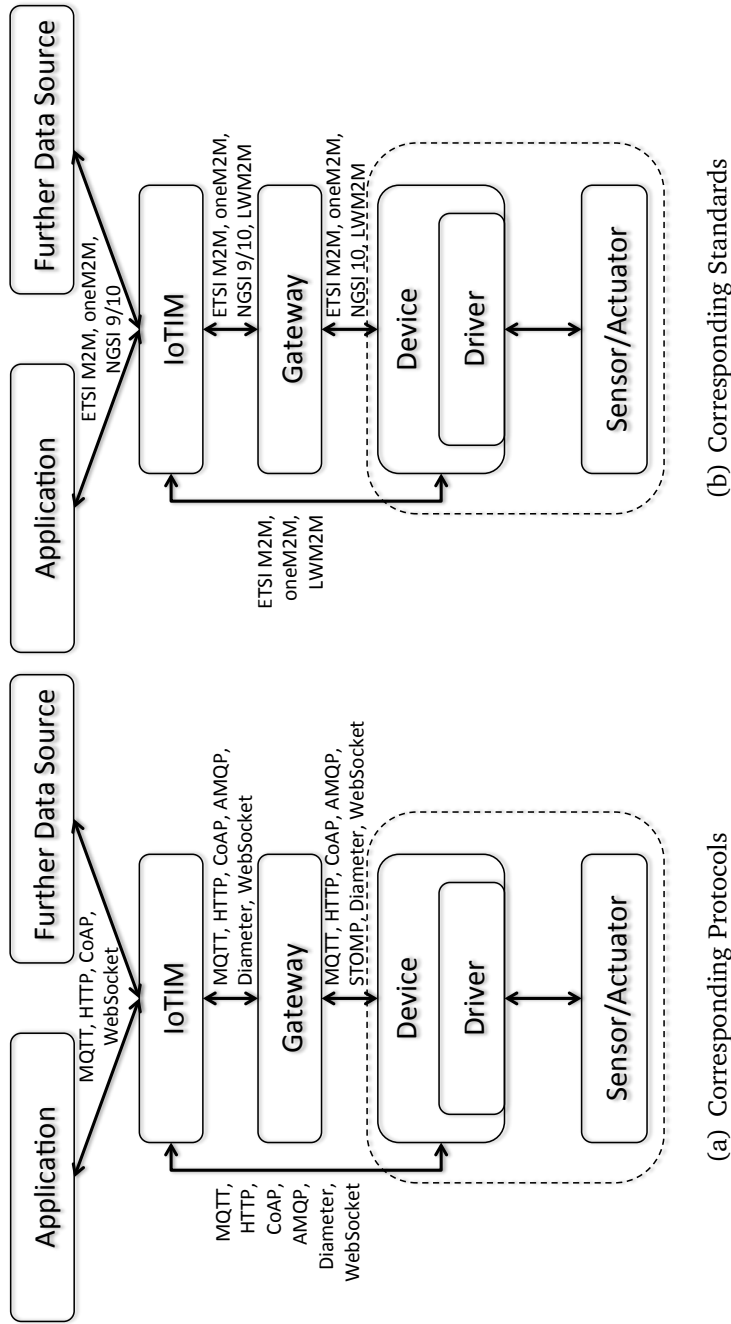 Application
Further Data Source
MQTT, HTTP, CoAP,
WebSocket
IoTIM
MQTT, HTTP, CoAP, AMQP,
Diameter, WebSocket
Gateway
MQTT, HTTP, CoAP, AMQP,
STOMP, Diameter, WebSocket
MQTT,
HTTP,
CoAP,
AMQP,
Diameter,
WebSocket
Device
Driver
Sensor/Actuator
(a) Corresponding Protocols
Application
Further Data Source
ETSI M2M, oneM2M,
NGSI 9/10
IoTIM
ETSI M2M, oneM2M,
NGSI 9/10, LWM2M
Gateway
ETSI M2M, oneM2M,
NGSI 10, LWM2M
ETSI M2M,
oneM2M,
LWM2M
Device
Driver
Sensor/Actuator
(b) Corresponding Standards